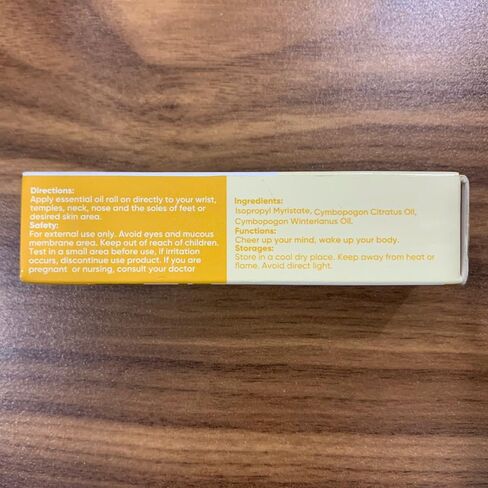 Directions:
Apply essential oil roll on directly to your wrist,
temples, neck, nose and the soles of feet or
desired skin area.
Safety:
For external use only. Avoid eyes and mucous
membrane area. Keep out of reach of children.
Test in a small area before use, if irritation
occurs, discontinue use product. If you are
pregnant or nursing, consult your doctor
Ingredients:
Isopropyl Myristate, Cymbopogon Citratus Oil,
Cymbopogon Winterianus Oil.
Functions:
Cheer up your mind, wake up your body.
Storages:
Store in a cool dry place. Keep away from heat or
flame. Avoid direct light.